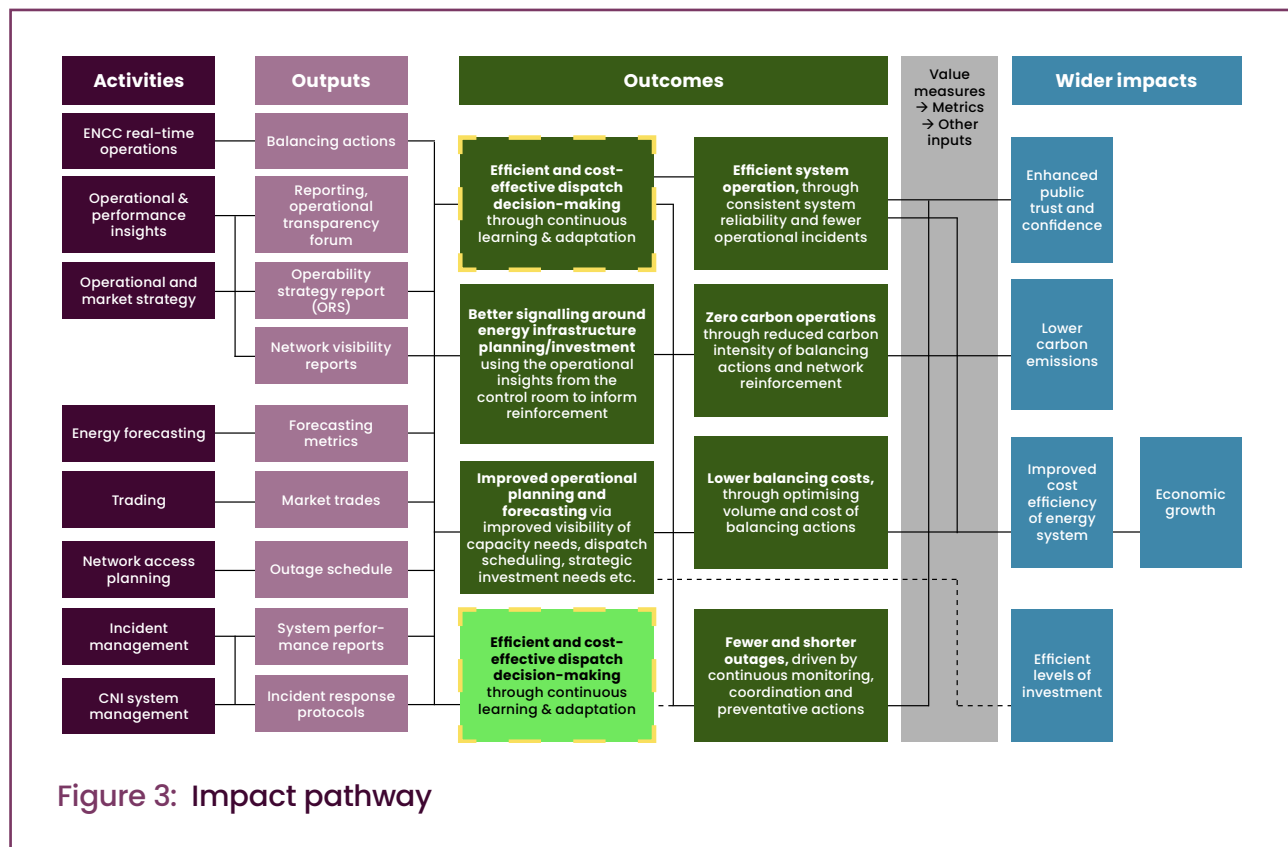 Activities
Outputs
Outcomes
Value
measures
→ Metrics
→ Other
inputs
Wider impacts
ENCC real-time
operations
Operational &
performance
insights
Operational and
market strategy
Energy forecasting
Trading
Network access
planning
Incident
management
CNI system
management
Balancing actions
Reporting,
operational
transparency
forum
Operability
strategy report
(ORS)
Network visibility
reports
Forecasting
metrics
Market trades
Outage schedule
System perfor-
mance reports
Incident response
protocols
Efficient and cost-
effective dispatch
decision-making
through continuous
learning & adaptation
Better signalling around
energy infrastructure
planning/investment
using the operational
insights from the
control room to inform
reinforcement
Improved operational
planning and
forecasting via
improved visibility of
capacity needs, dispatch
scheduling, strategic
investment needs etc.
Efficient and cost-
effective dispatch
decision-making
through continuous
learning & adaptation
Efficient system
operation, through
consistent system
reliability and fewer
operational incidents
Zero carbon operations
through reduced carbon
intensity of balancing
actions and network
reinforcement
Lower balancing costs,
through optimising
volume and cost of
balancing actions
Fewer and shorter
outages, driven by
continuous monitoring,
coordination and
preventative actions
Enhanced
public
trust and
confidence
Lower
carbon
emissions
Improved
cost
efficiency
of energy
system
Economic
growth
Efficient
levels of
investment
Figure 3: Impact pathway